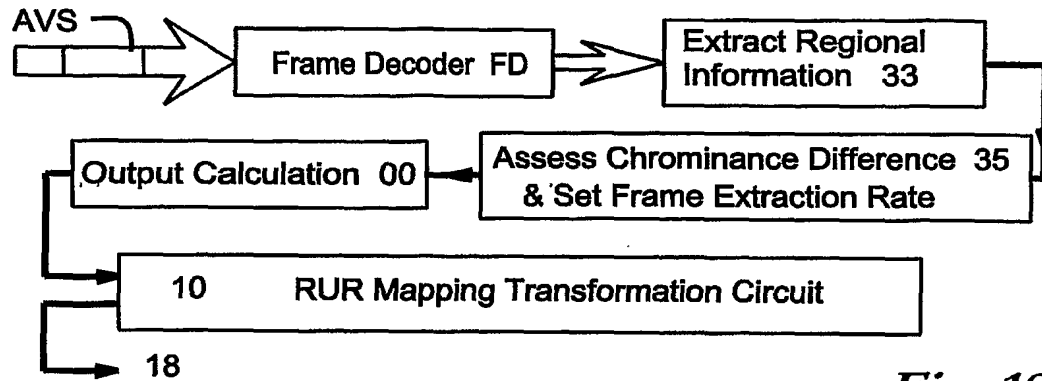 AVS
Frame Decoder FD
Extract Regional
Information 33
Output Calculation 00
Assess Chrominance Difference 35
& Set Frame Extraction Rate
10 RUR Mapping Transformation Circuit
18